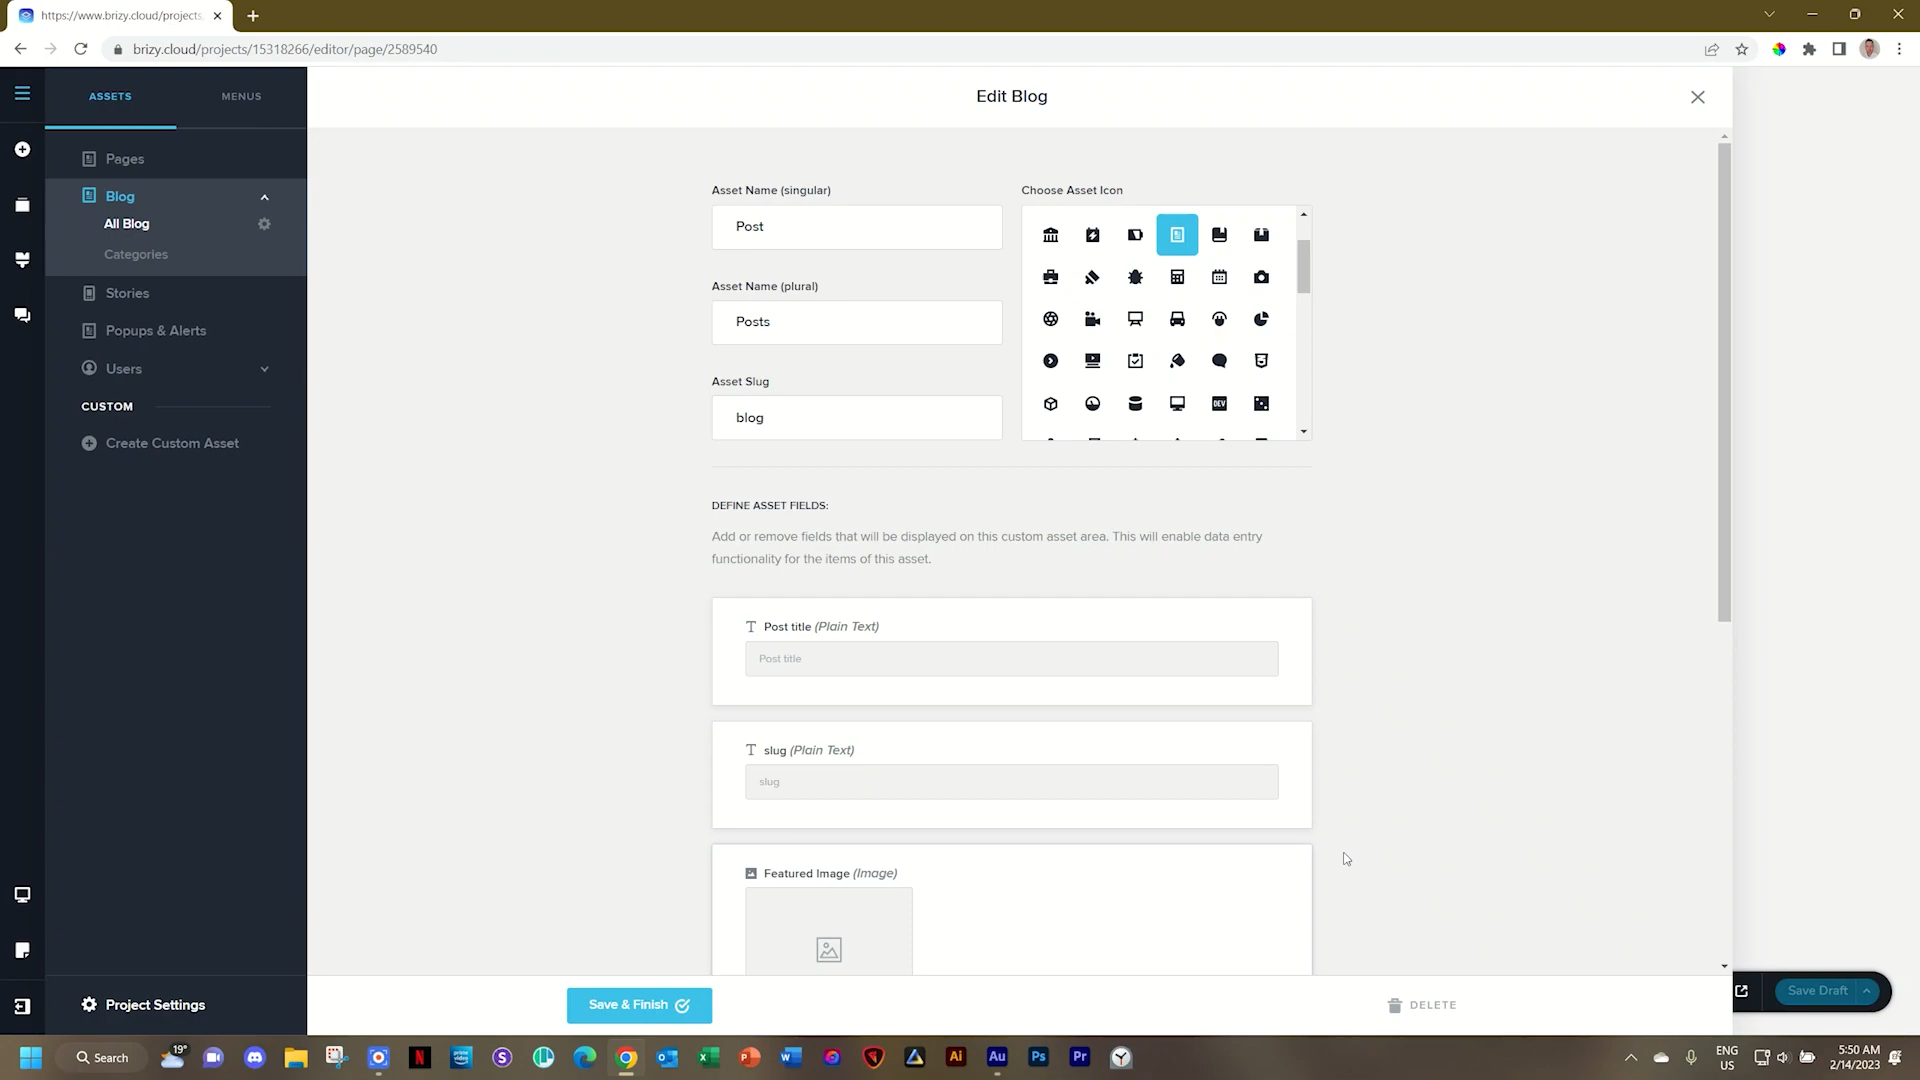 https://www.brizy.cloud/projects
brizy.cloud/projects/15318266/editor/page/2589540
ASSETS
MENUS
Edit Blog
Pages
Blog
All Blog
Categories
Stories
Popups & Alerts
Users
CUSTOM
Create Custom Asset
Project Settings
Asset Name (singular)
Post
Asset Name (plural)
Posts
Asset Slug
blog
Choose Asset Icon
DEV
DEFINE ASSET FIELDS:
Add or remove fields that will be displayed on this custom asset area. This will enable data entry
functionality for the items of this asset.
Post title (Plain Text)
Post title
slug (Plain Text)
slug
Featured Image (Image)
Save & Finish
DELETE
Save Draft
Search
19°
ENG
US
5:50 AM
2/14/2023
Ai
Au
Ps
Pr